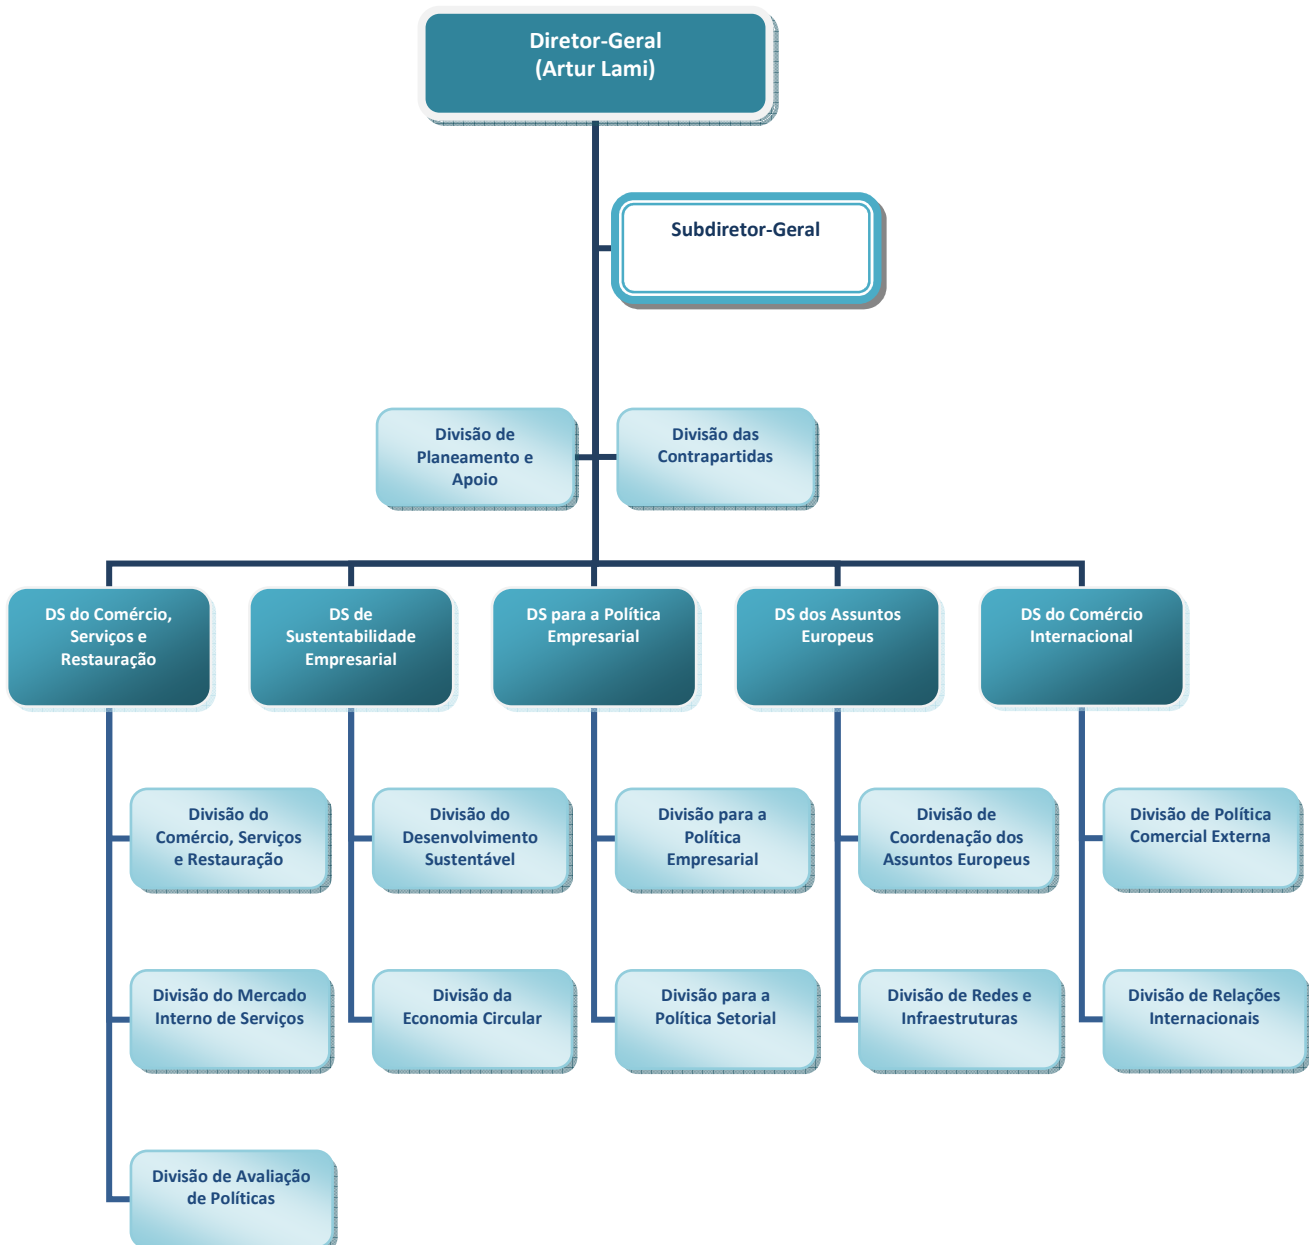 Diretor-Geral
(Artur Lami)
Subdiretor-Geral
Divisão de
Planeamento e
Apoio
Divisão das
Contrapartidas
DS do Comércio,
Serviços e
Restauração
DS de
Sustentabilidade
Empresarial
DS para a Política
Empresarial
DS dos Assuntos
Europeus
DS do Comércio
Internacional
Divisão do
Comércio, Serviços
e Restauração
Divisão do
Desenvolvimento
Sustentável
Divisão para a
Política
Empresarial
Divisão de
Coordenação dos
Assuntos Europeus
Divisão de Política
Comercial Externa
Divisão do Mercado
Interno de Serviços
Divisão da
Economia Circular
Divisão para a
Política Setorial
Divisão de Redes e
Infraestruturas
Divisão de Relações
Internacionais
Divisão de Avaliação
de Políticas